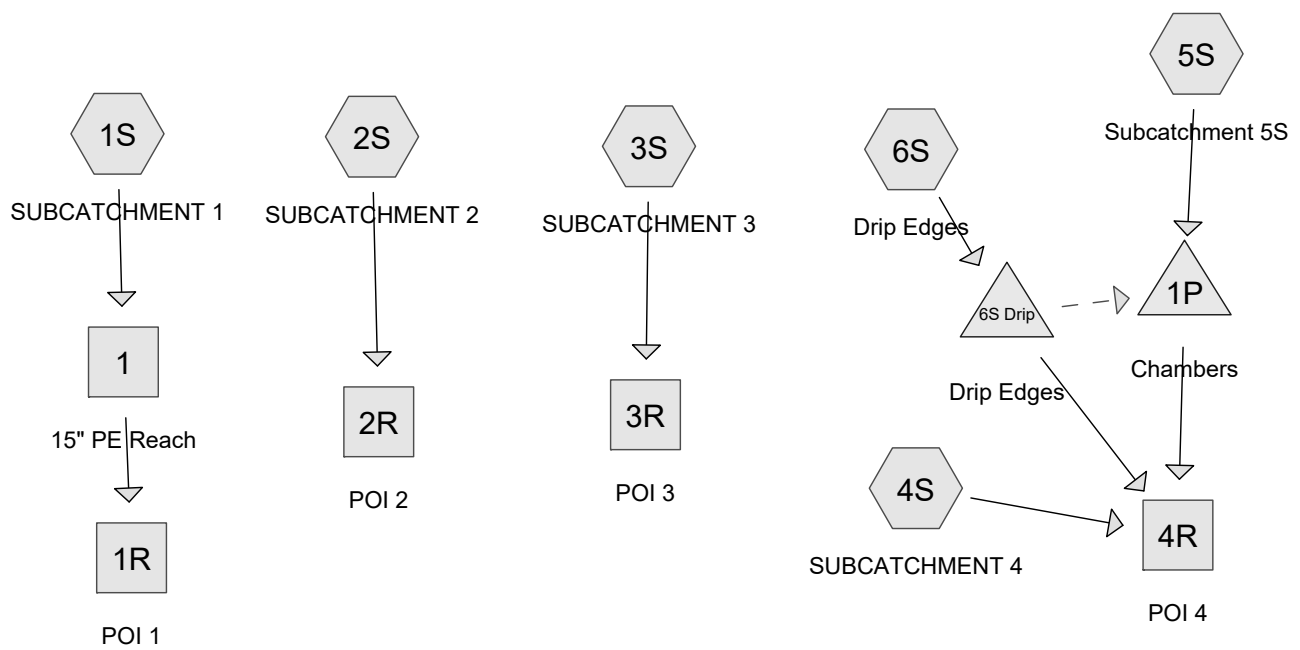 5S
Subcatchment 5S
1S
SUBCATCHMENT 1
2S
SUBCATCHMENT 2
3S
SUBCATCHMENT 3
6S
Drip Edges
6S Drip
Drip Edges
1P
Chambers
1
15" PE Reach
2R
POI 2
3R
POI 3
4S
SUBCATCHMENT 4
4R
POI 4
1R
POI 1